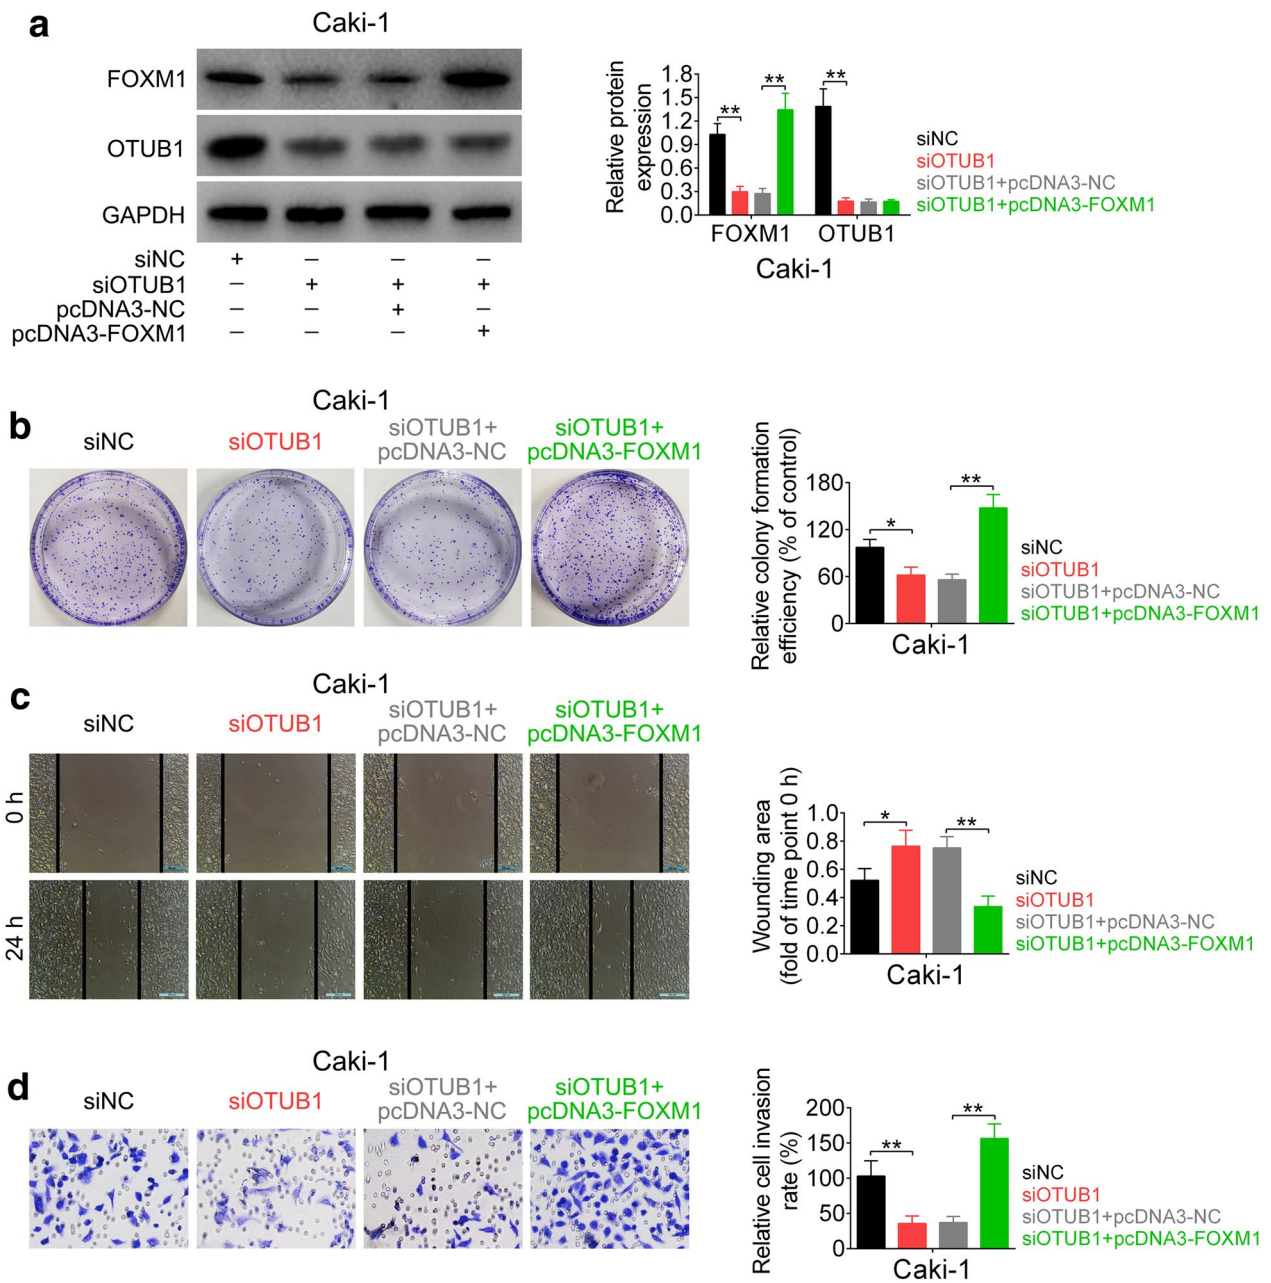 a
Caki-1
FOXM1
OTUB1
GAPDH
siNC + – – –
siOTUB1 – + + +
pcDNA3-NC – – + –
pcDNA3-FOXM1 – – – +
Relative protein
expression
1.8
1.5
1.2
0.9
0.6
0.3
0.0
** ** **
FOXM1 OTUB1
Caki-1
siNC
siOTUB1
siOTUB1+pcDNA3-NC
siOTUB1+pcDNA3-FOXM1
b
Caki-1
siNC siOTUB1 siOTUB1+ siOTUB1+
pcDNA3-NC pcDNA3-FOXM1
Relative colony formation
efficiency (% of control)
180
120
60
0
* **
Caki-1
siNC
siOTUB1
siOTUB1+pcDNA3-NC
siOTUB1+pcDNA3-FOXM1
c
Caki-1
siNC siOTUB1 siOTUB1+ siOTUB1+
pcDNA3-NC pcDNA3-FOXM1
0 h
24 h
Wounding area
(fold of time point 0 h)
1.0
0.8
0.6
0.4
0.2
0.0
* **
Caki-1
siNC
siOTUB1
siOTUB1+pcDNA3-NC
siOTUB1+pcDNA3-FOXM1
d
Caki-1
siNC siOTUB1 siOTUB1+ siOTUB1+
pcDNA3-NC pcDNA3-FOXM1
Relative cell invasion
rate (%)
200
150
100
50
0
** **
Caki-1
siNC
siOTUB1
siOTUB1+pcDNA3-NC
siOTUB1+pcDNA3-FOXM1